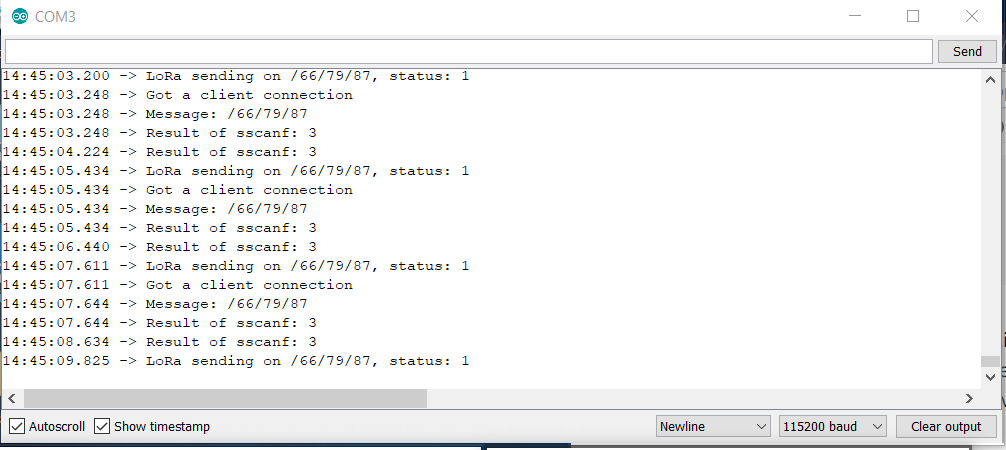 COM3
Send
14:45:03.200 -> LoRa sending on /66/79/87, status: 1
14:45:03.248 -> Got a client connection
14:45:03.248 -> Message: /66/79/87
14:45:03.248 -> Result of sscanf: 3
14:45:04.224 -> Result of sscanf: 3
14:45:05.434 -> LoRa sending on /66/79/87, status: 1
14:45:05.434 -> Got a client connection
14:45:05.434 -> Message: /66/79/87
14:45:05.434 -> Result of sscanf: 3
14:45:06.440 -> Result of sscanf: 3
14:45:07.611 -> LoRa sending on /66/79/87, status: 1
14:45:07.611 -> Got a client connection
14:45:07.644 -> Message: /66/79/87
14:45:07.644 -> Result of sscanf: 3
14:45:08.634 -> Result of sscanf: 3
14:45:09.825 -> LoRa sending on /66/79/87, status: 1
Autoscroll Show timestamp Newline 115200 baud Clear output